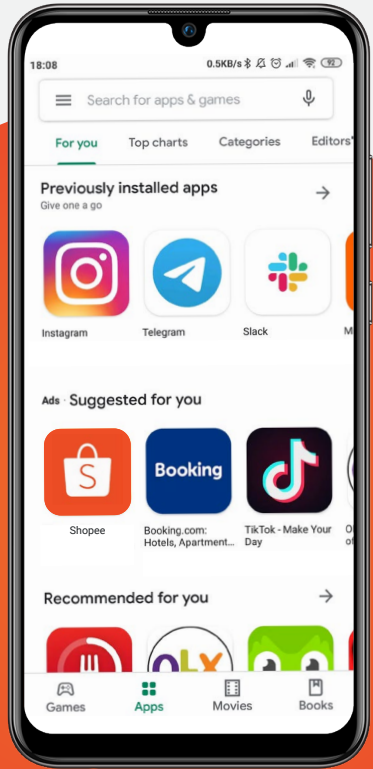 18:08
0.5KB/s
92
Search for apps & games
For you
Top charts
Categories
Editors'
Previously installed apps
Give one a go
Instagram
Telegram
Slack
M
Ads · Suggested for you
S
Booking
Shopee
Booking.com:
Hotels, Apartment...
TikTok - Make Your
Day
Recommended for you
OLX
Games
Apps
Movies
Books